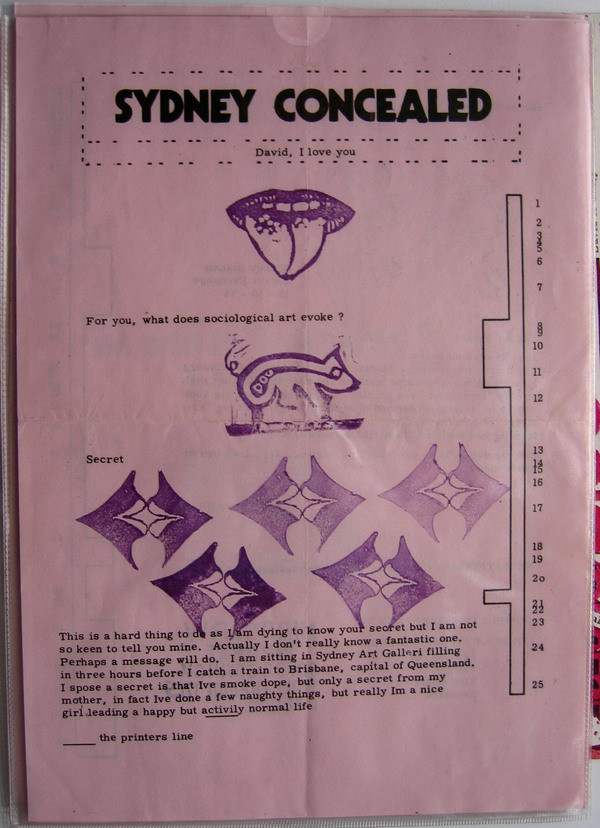 SYDNEY CONCEALED
David, I love you
For you, what does sociological art evoke ?
DOG
Secret
This is a hard thing to do as I am dying to know your secret but I am not
so keen to tell you mine. Actually I don't really know a fantastic one.
Perhaps a message will do. I am sitting in Sydney Art Galleri filling
in three hours before I catch a train to Brisbane, capital of Queensland.
I spose a secret is that Ive smoke dope, but only a secret from my
mother, in fact Ive done a few naughty things, but really Im a nice
girl leading a happy but activily normal life
____ the printers line
1
2
3
4
5
6
7
8
9
10
11
12
13
14
15
16
17
18
19
2o
21
22
23
24
25